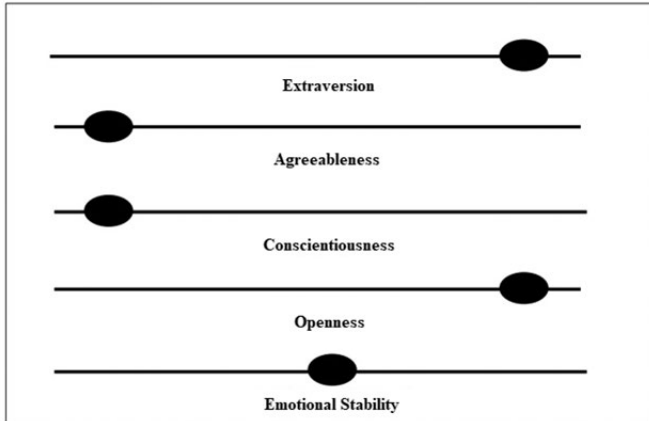 Extraversion
Agreeableness
Conscientiousness
Openness
Emotional Stability